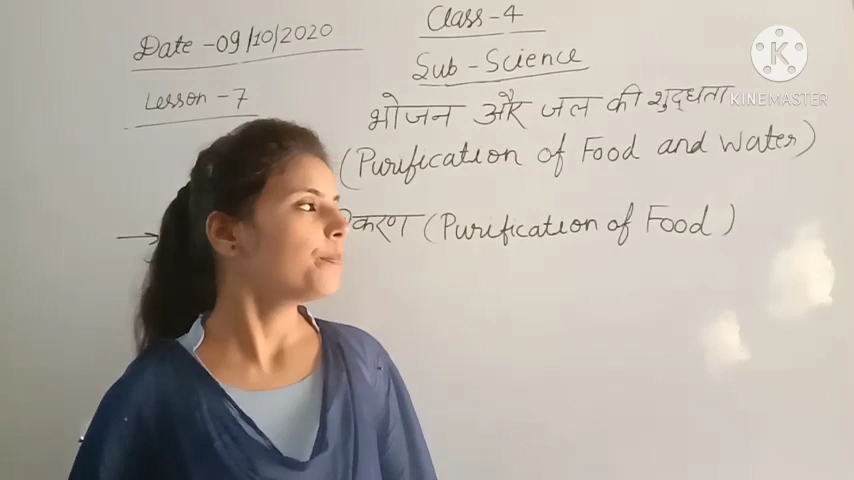 Date - 09/10/2020
Class - 4
Sub - Science
Lesson - 7
भोजन और जल की शुद्धता
(Purification of Food and Water)
→
करण (Purification of Food)
K
KINEMASTER